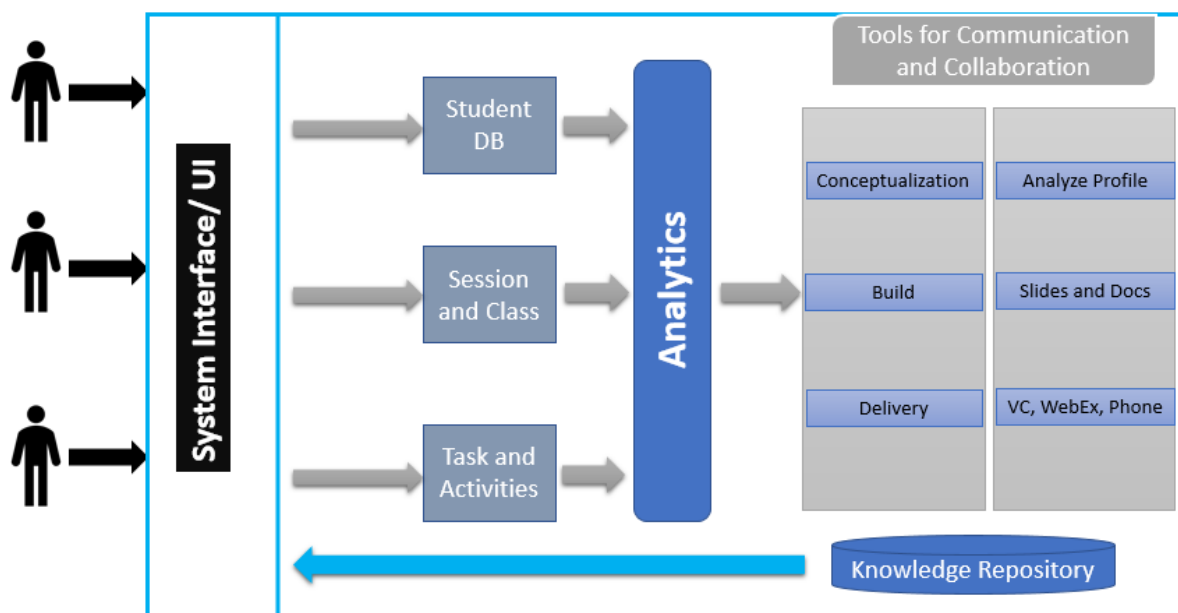 System Interface/ UI
Student
DB
Session
and Class
Task and
Activities
Analytics
Tools for Communication
and Collaboration
Conceptualization
Analyze Profile
Build
Slides and Docs
Delivery
VC, WebEx, Phone
Knowledge Repository